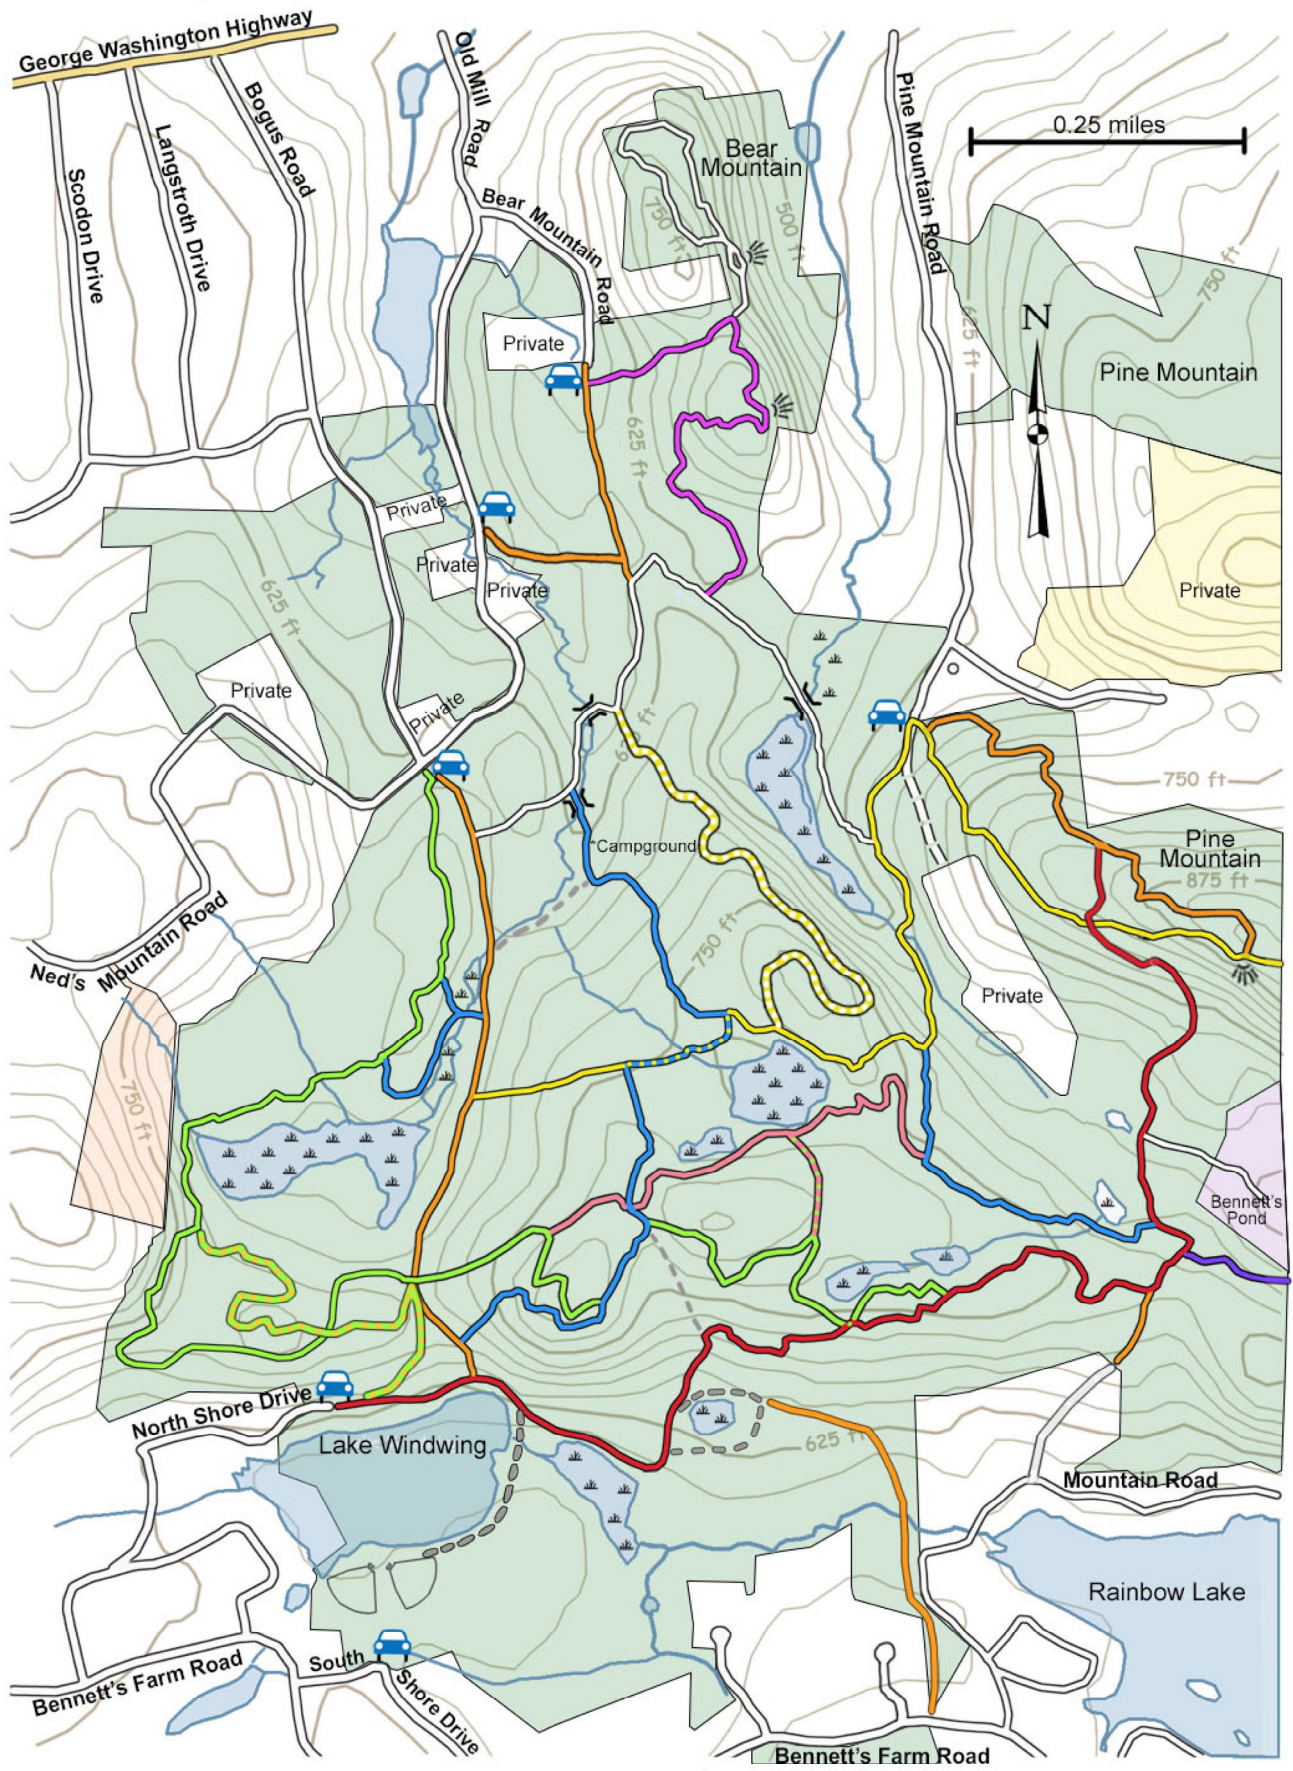 George Washington Highway
Old Mill Road
Bogus Road
Langstroth Drive
Scodon Drive
Pine Mountain Road
0.25 miles
Bear
Mountain
Bear Mountain Road
750 ft
500 ft
750 ft
625 ft
N
Private
Pine Mountain
625 ft
Private
Private
Private
Private
625 ft
Private
Private
625 ft
750 ft
*Campground
Pine
Mountain
875 ft
750 ft
Ned's Mountain Road
Private
750 ft
Bennett's
Pond
North Shore Drive
Lake Windwing
625 ft
Mountain Road
Rainbow Lake
Bennett's Farm Road
South Shore Drive
Bennett's Farm Road